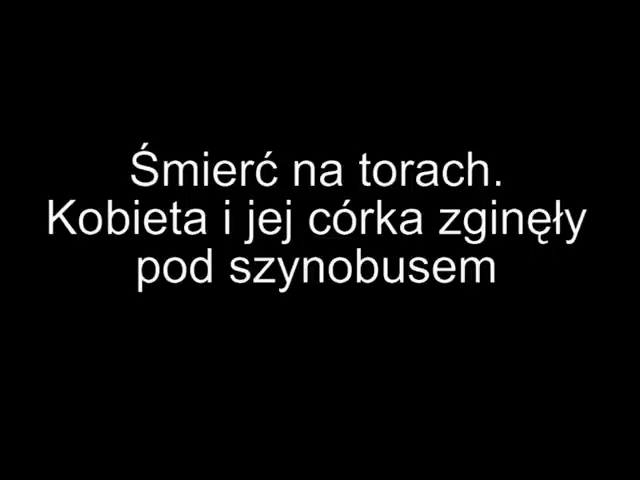 Śmierć na torach.
Kobieta i jej córka zginęły
pod szynobusem